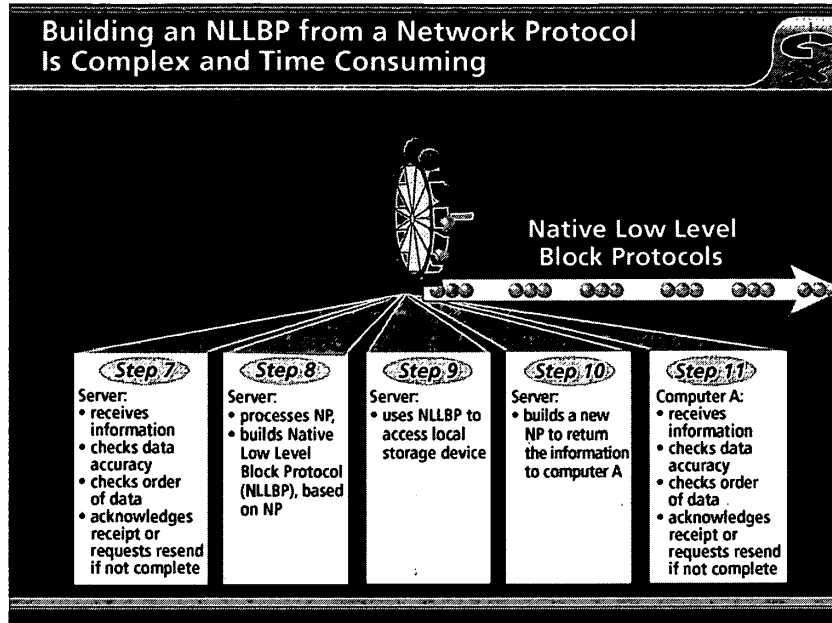 Building an NLLBP from a Network Protocol
Is Complex and Time Consuming
Native Low Level
Block Protocols
Step 7
Server:
• receives
information
• checks data
accuracy
• checks order
of data
• acknowledges
receipt or
requests resend
if not complete
Step 8
Server:
• processes NP,
• builds Native
Low Level
Block Protocol
(NLLBP), based
on NP
Step 9
Server:
• uses NLLBP to
access local
storage device
Step 10
Server:
• builds a new
NP to return
the information
to computer A
Step 11
Computer A:
• receives
information
• checks data
accuracy
• checks order
of data
• acknowledges
receipt or
requests resend
if not complete